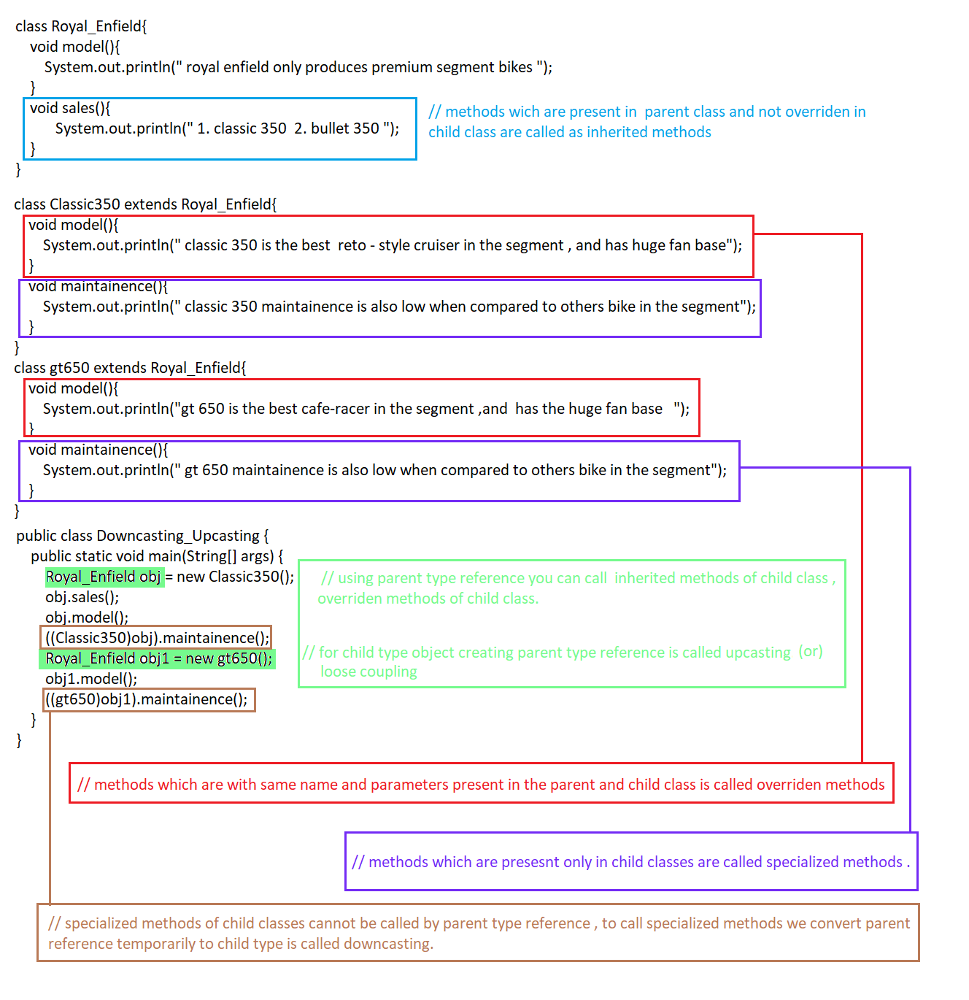 class Royal_Enfield{
void model(){
System.out.println(" royal enfield only produces premium segment bikes ");
}
void sales(){
System.out.println(" 1. classic 350  2. bullet 350 ");
}
}
// methods wich are present in  parent class and not overriden in
child class are called as inherited methods
class Classic350 extends Royal_Enfield{
void model(){
System.out.println(" classic 350 is the best  reto - style cruiser in the segment , and has huge fan base");
}
void maintainence(){
System.out.println(" classic 350 maintainence is also low when compared to others bike in the segment");
}
}
class gt650 extends Royal_Enfield{
void model(){
System.out.println("gt 650 is the best cafe-racer in the segment ,and  has the huge fan base   ");
}
void maintainence(){
System.out.println(" gt 650 maintainence is also low when compared to others bike in the segment");
}
}
public class Downcasting_Upcasting {
public static void main(String[] args) {
Royal_Enfield obj = new Classic350();
obj.sales();
obj.model();
((Classic350)obj).maintainence();
Royal_Enfield obj1 = new gt650();
obj1.model();
((gt650)obj1).maintainence();
}
}
// using parent type reference you can call  inherited methods of child class ,
overriden methods of child class.
// for child type object creating parent type reference is called upcasting  (or)
loose coupling
// methods which are with same name and parameters present in the parent and child class is called overriden methods
// methods which are presesnt only in child classes are called specialized methods .
// specialized methods of child classes cannot be called by parent type reference , to call specialized methods we convert parent
reference temporarily to child type is called downcasting.